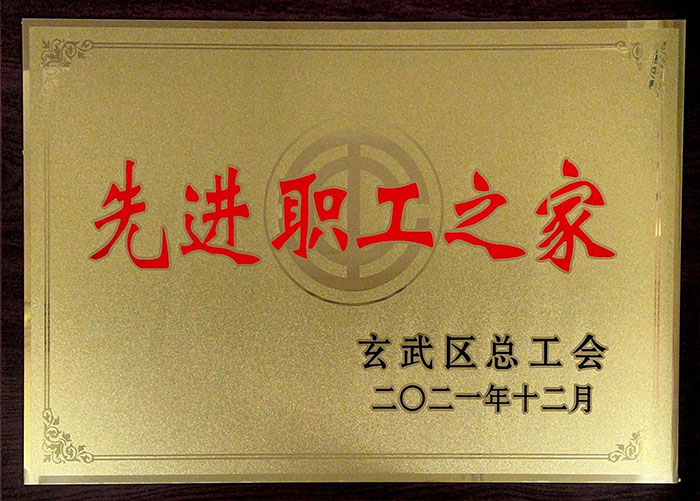 先进职工之家
玄武区总工会
二〇二一年十二月